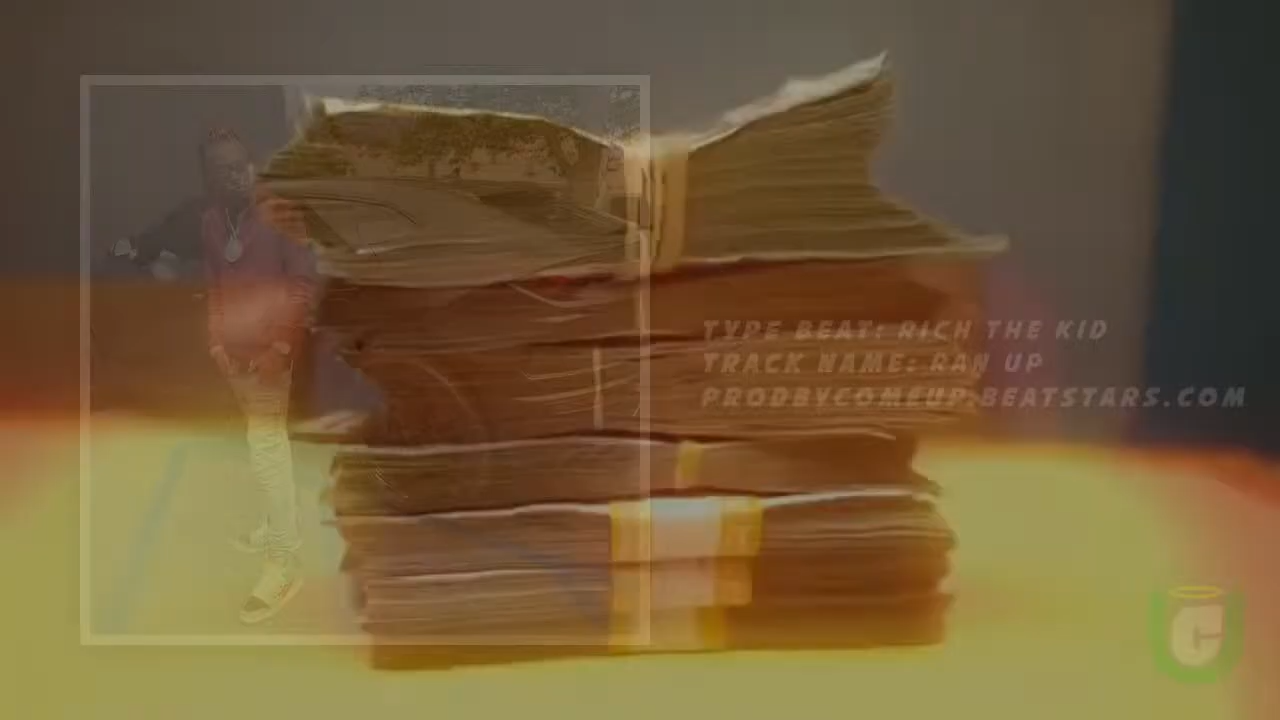 TYPE BEAT: RICH THE KID
TRACK NAME: RAN UP
PRODBYCOMEUP.BEATSTARS.COM
C